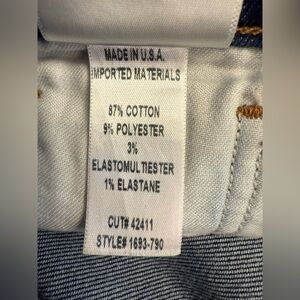 MADE IN U.S.A.
IMPORTED MATERIALS
87% COTTON
9% POLYESTER
3%
ELASTOMULTIESTER
1% ELASTANE
CUT# 42411
STYLE# 1693-790